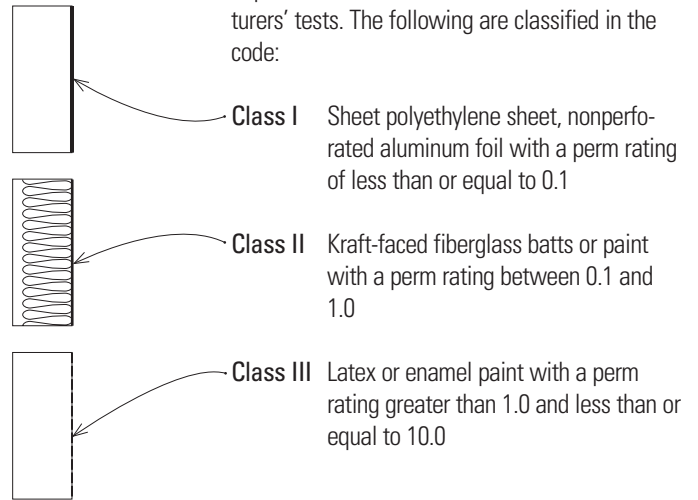 turers’ tests. The following are classified in the
code:
Class I Sheet polyethylene sheet, nonperfo-
rated aluminum foil with a perm rating
of less than or equal to 0.1
Class II Kraft-faced fiberglass batts or paint
with a perm rating between 0.1 and
1.0
Class III Latex or enamel paint with a perm
rating greater than 1.0 and less than or
equal to 10.0